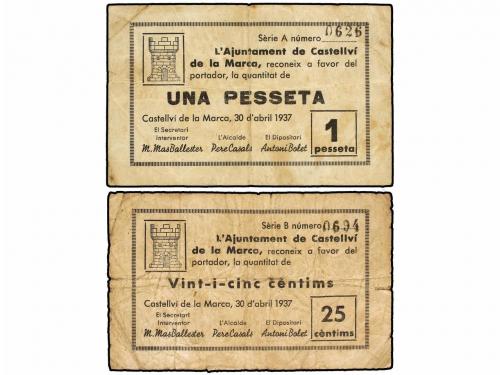 Sèrie A número 0626
L'Ajuntament de Castellví
de la Marca, reconeix a favor del
portador, la quantitat de
UNA PESSETA
Castellví de la Marca, 30 d'abril 1937
El Secretari
Interventor
L'Alcalde
El Dipositari
M. Mas Ballester
Pere Casals
Antoni Bolet
1
pesseta
Sèrie B número 0694
L'Ajuntament de Castellví
de la Marca, reconeix a favor del
portador, la quantitat de
Vint-i-cinc cèntims
Castellví de la Marca, 30 d'abril 1937
El Secretari
Interventor
L'Alcalde
El Dipositari
M. Mas Ballester
Pere Casals
Antoni Bolet
25
cèntims